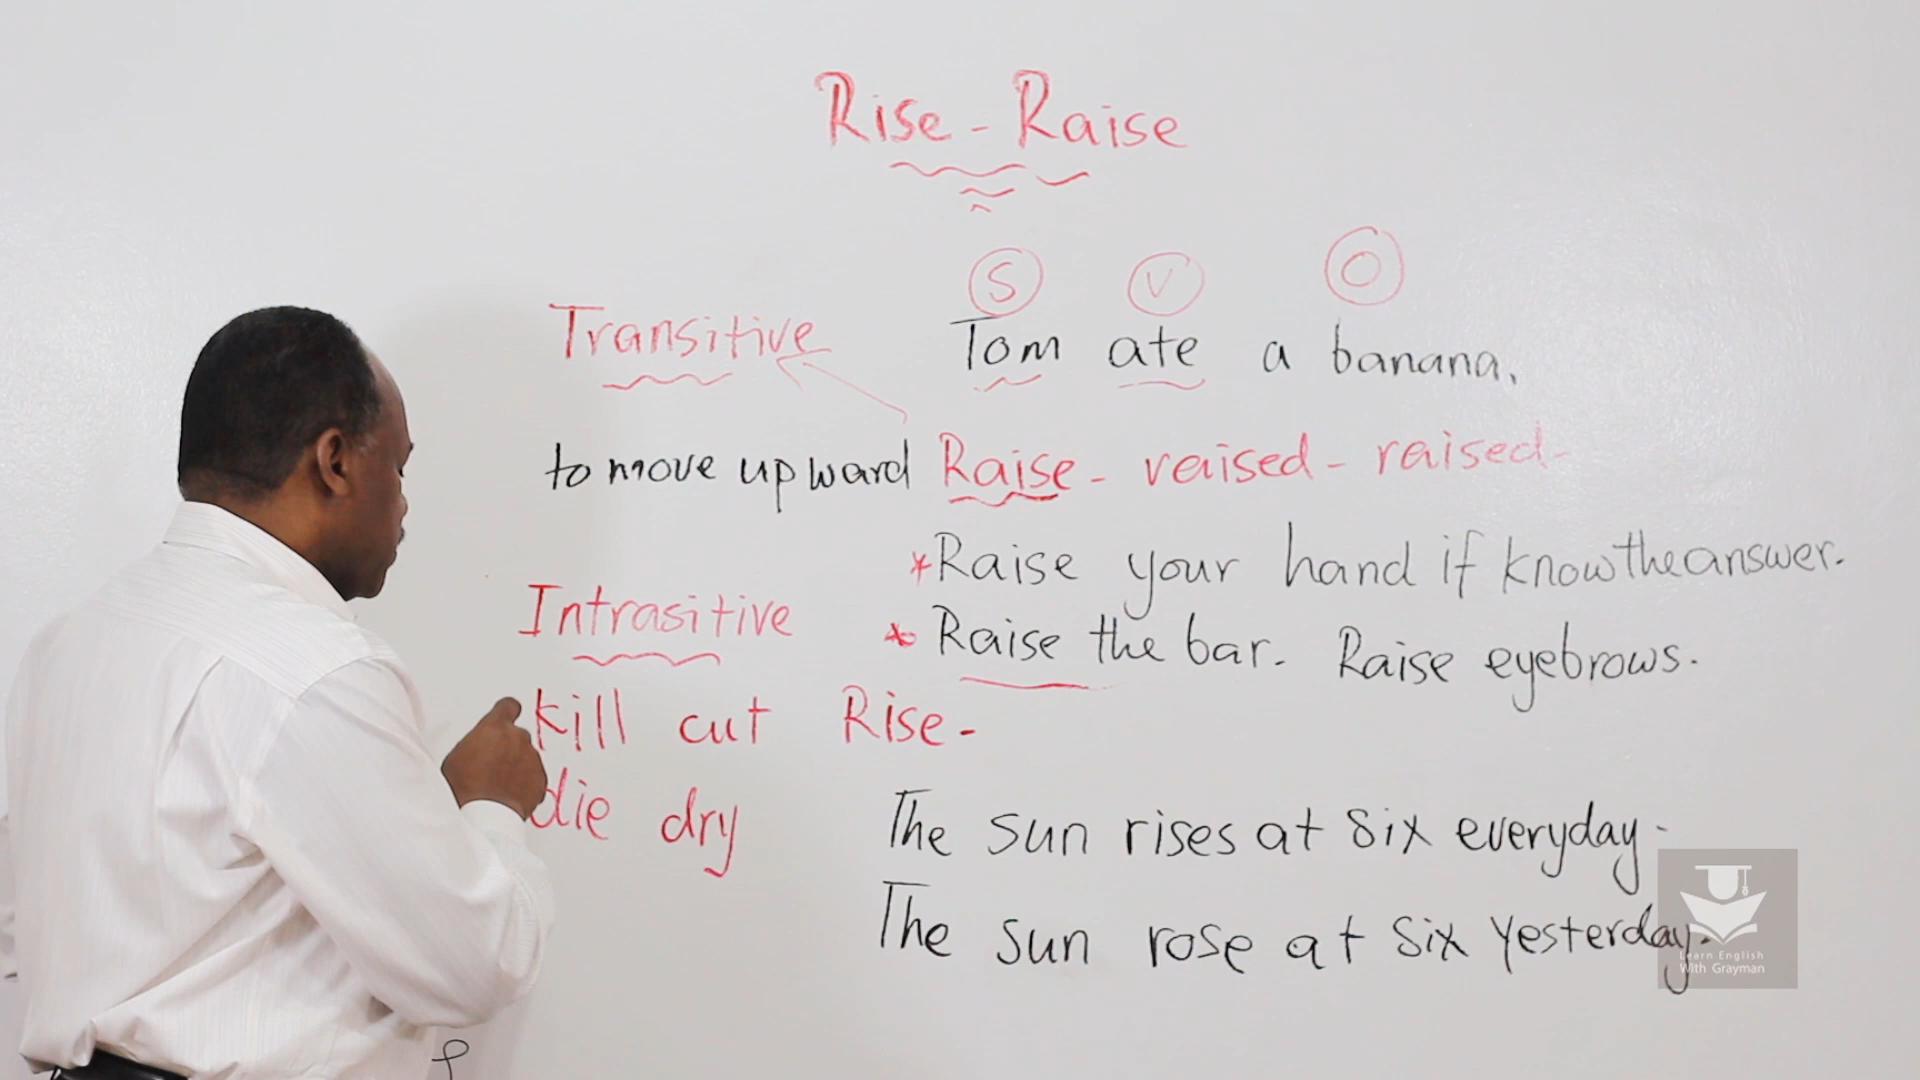 Rise - Raise
S V O
Transitive Tom ate a banana.
to move upward Raise - raised - raised -
* Raise your hand if know the answer.
Intrasitive * Raise the bar. Raise eyebrows.
kill cut Rise -
die dry The sun rises at six everyday.
The sun rose at six yesterday.
Learn English
With Grayman